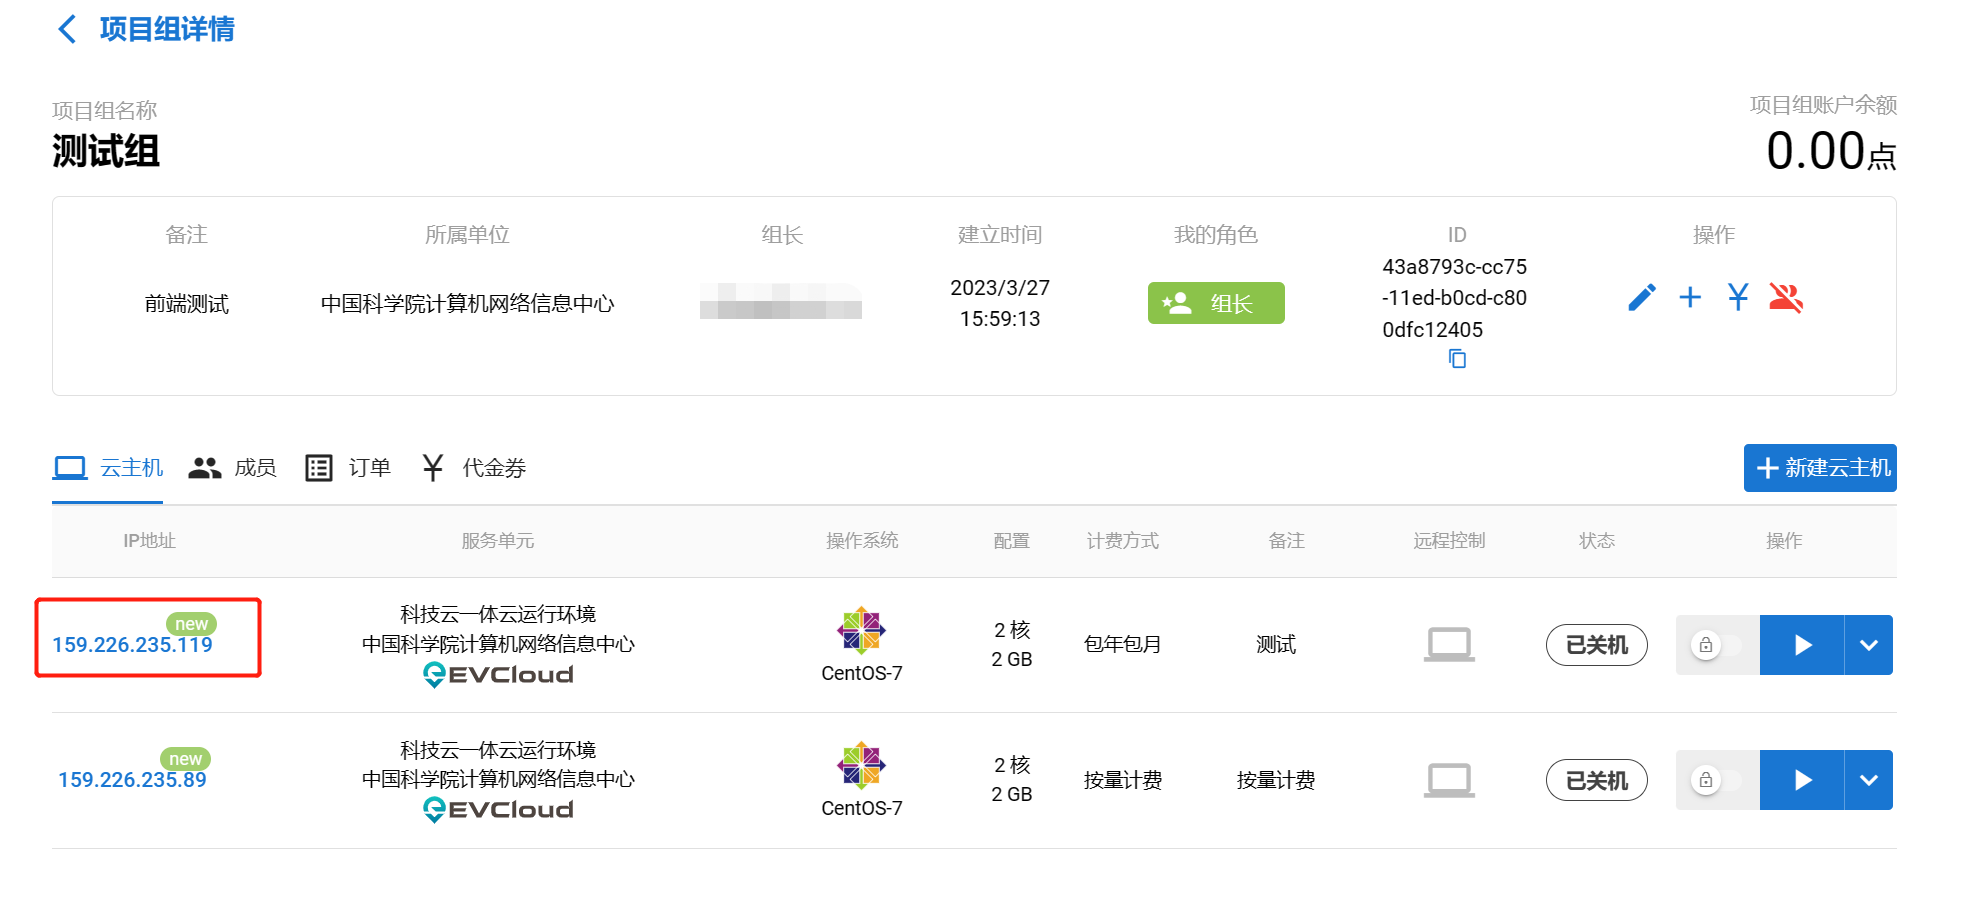 项目组详情
项目组名称
测试组
项目组账户余额
0.00点
备注
所属单位
组长
建立时间
我的角色
ID
操作
前端测试
中国科学院计算机网络信息中心
2023/3/27
15:59:13
组长
43a8793c-cc75
-11ed-b0cd-c80
0dfc12405
云主机
成员
订单
代金券
新建云主机
IP地址
服务单元
操作系统
配置
计费方式
备注
远程控制
状态
操作
new
159.226.235.119
科技云一体云运行环境
中国科学院计算机网络信息中心
EVCloud
CentOS-7
2 核
2 GB
包年包月
测试
已关机
new
159.226.235.89
科技云一体云运行环境
中国科学院计算机网络信息中心
EVCloud
CentOS-7
2 核
2 GB
按量计费
按量计费
已关机